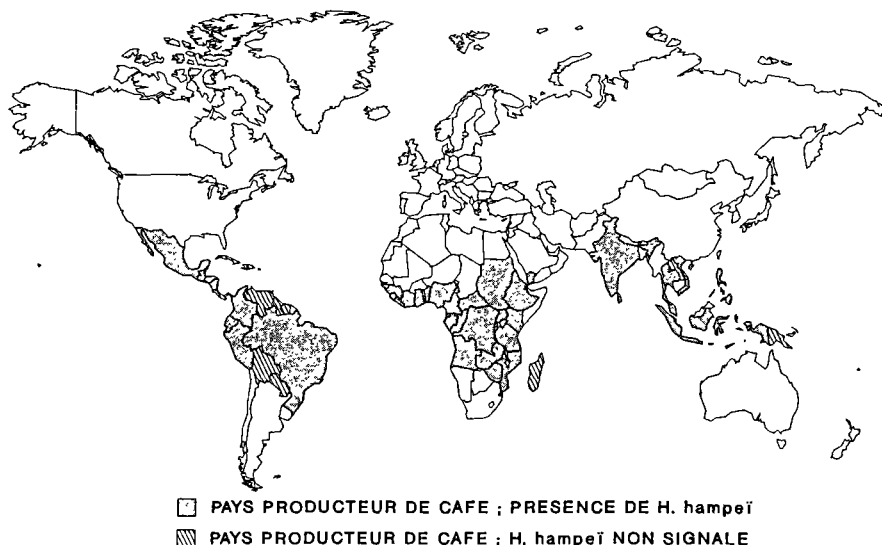 PAYS PRODUCTEUR DE CAFE ; PRESENCE DE H. hampeï
PAYS PRODUCTEUR DE CAFE ; H. hampeï NON SIGNALE